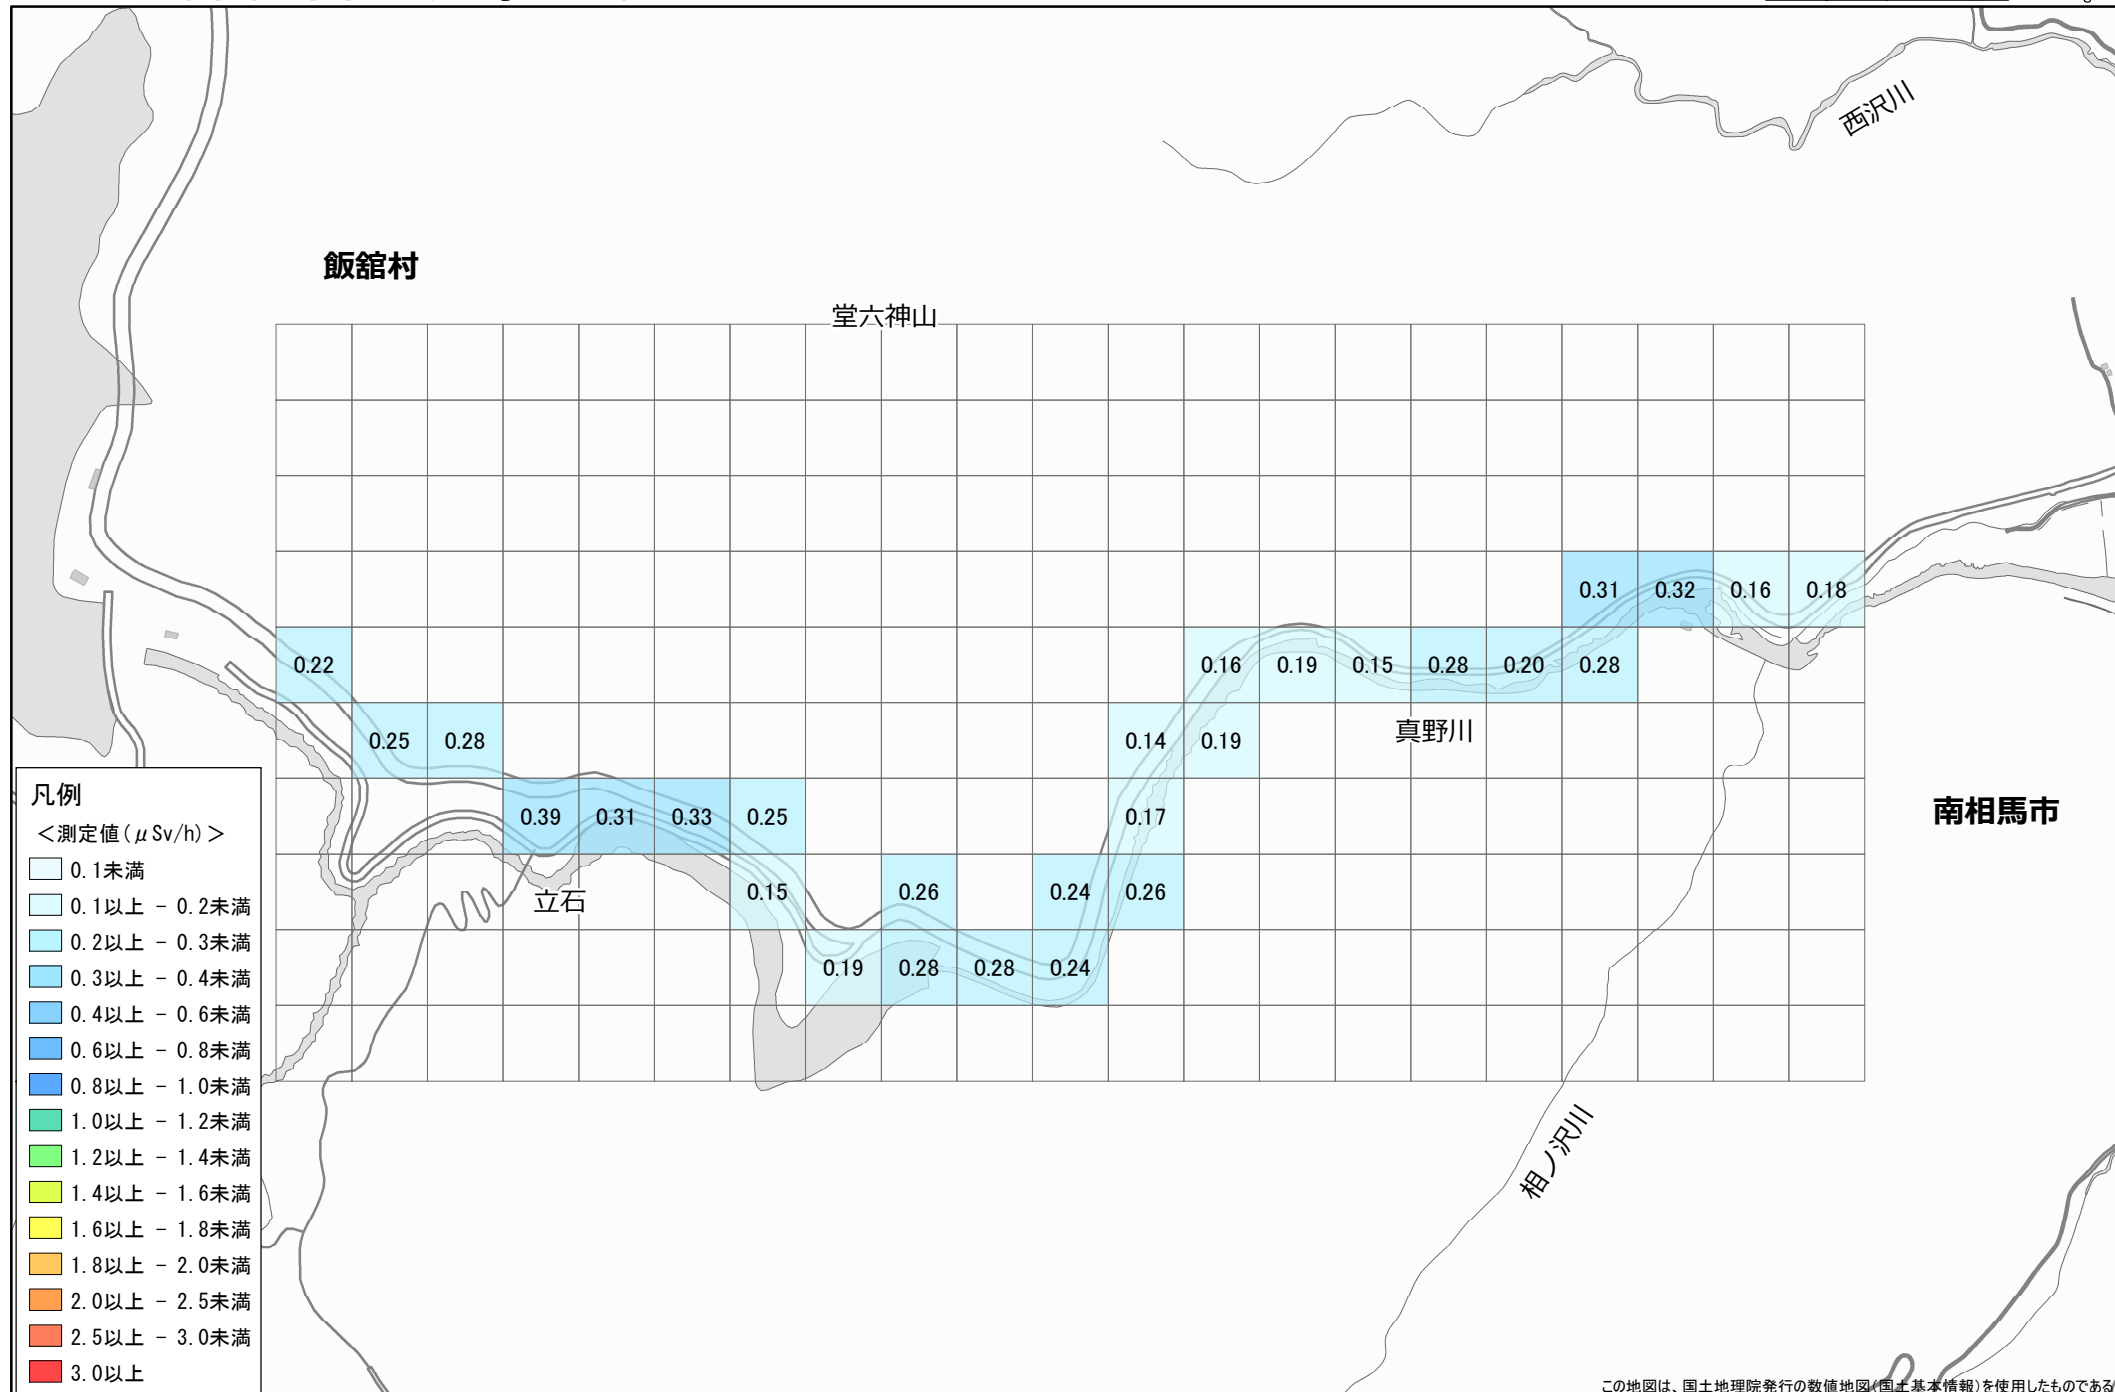 西沢川
飯舘村
堂六神山
0.31 0.32 0.16 0.18
0.22 0.16 0.19 0.15 0.28 0.20 0.28
0.25 0.28 0.14 0.19
真野川
0.39 0.31 0.33 0.25 0.17
南相馬市
0.15 0.26 0.24 0.26
立石
0.19 0.28 0.28 0.24
相ノ沢川
凡例
＜測定値(μSv/h)＞
0.1未満
0.1以上 － 0.2未満
0.2以上 － 0.3未満
0.3以上 － 0.4未満
0.4以上 － 0.6未満
0.6以上 － 0.8未満
0.8以上 － 1.0未満
1.0以上 － 1.2未満
1.2以上 － 1.4未満
1.4以上 － 1.6未満
1.6以上 － 1.8未満
1.8以上 － 2.0未満
2.0以上 － 2.5未満
2.5以上 － 3.0未満
3.0以上
この地図は、国土地理院発行の数値地図(国土基本情報)を使用したものである